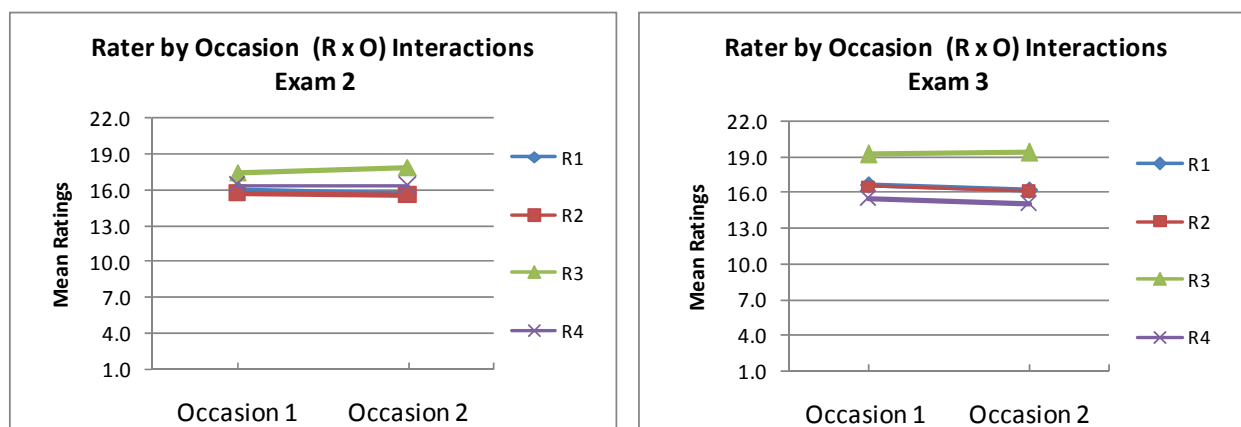 Rater by Occasion (R x O) Interactions
Exam 2
22.0
19.0
16.0
13.0
10.0
7.0
4.0
1.0
Mean Ratings
Occasion 1
Occasion 2
R1
R2
R3
R4
Rater by Occasion (R x O) Interactions
Exam 3
22.0
19.0
16.0
13.0
10.0
7.0
4.0
1.0
Mean Ratings
Occasion 1
Occasion 2
R1
R2
R3
R4